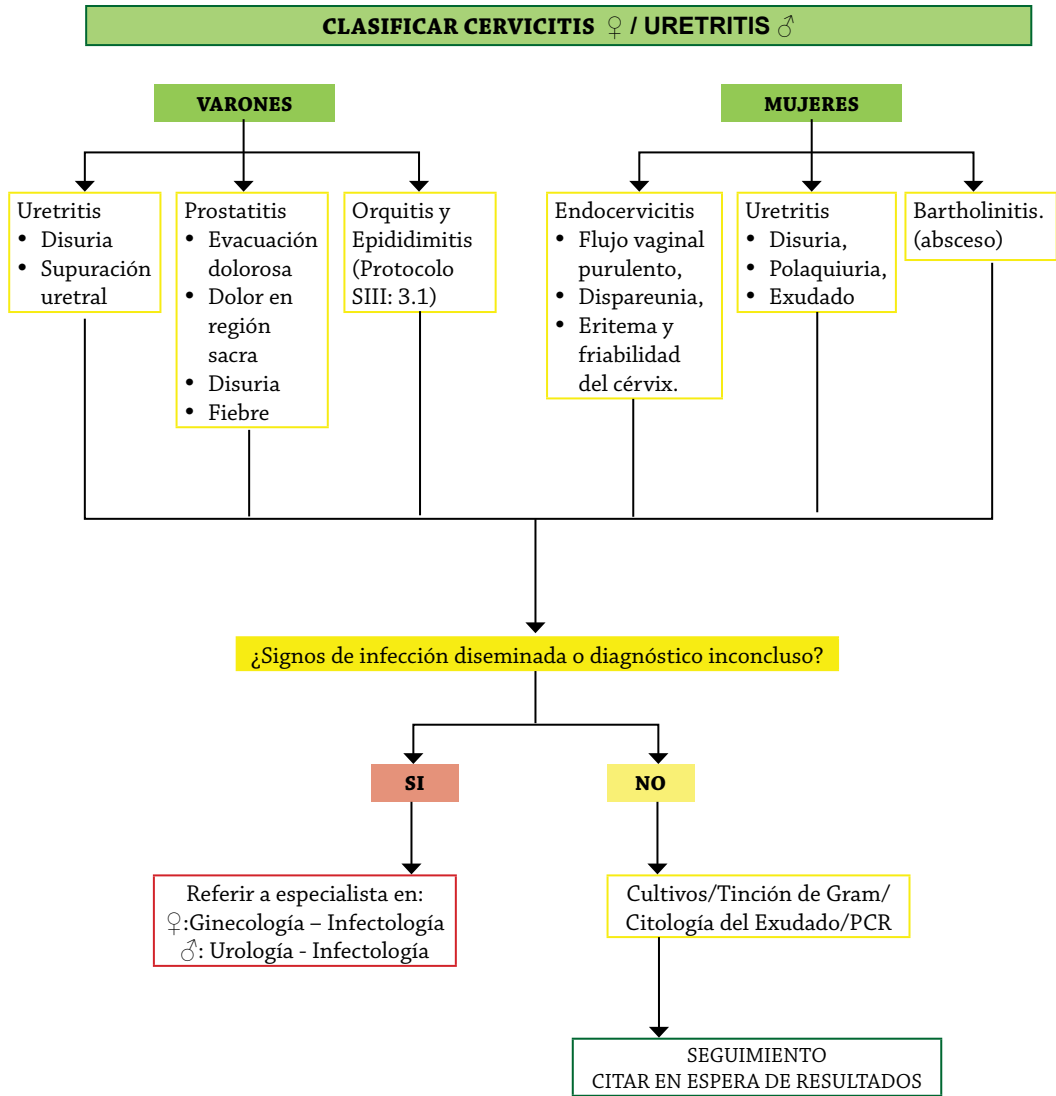 CLASIFICAR CERVICITIS ♀ / URETRITIS ♂
VARONES
MUJERES
Uretritis
• Disuria
• Supuración
uretral
Prostatitis
• Evacuación
dolorosa
• Dolor en
región
sacra
• Disuria
• Fiebre
Orquitis y
Epididimitis
(Protocolo
SIII: 3.1)
Endocervicitis
• Flujo vaginal
purulento,
• Dispareunia,
• Eritema y
friabilidad
del cérvix.
Uretritis
• Disuria,
• Polaquiuria,
• Exudado
Bartholinitis.
(absceso)
¿Signos de infección diseminada o diagnóstico inconcluso?
SI
NO
Referir a especialista en:
♀:Ginecología – Infectología
♂: Urología - Infectología
Cultivos/Tinción de Gram/
Citología del Exudado/PCR
SEGUIMIENTO
CITAR EN ESPERA DE RESULTADOS